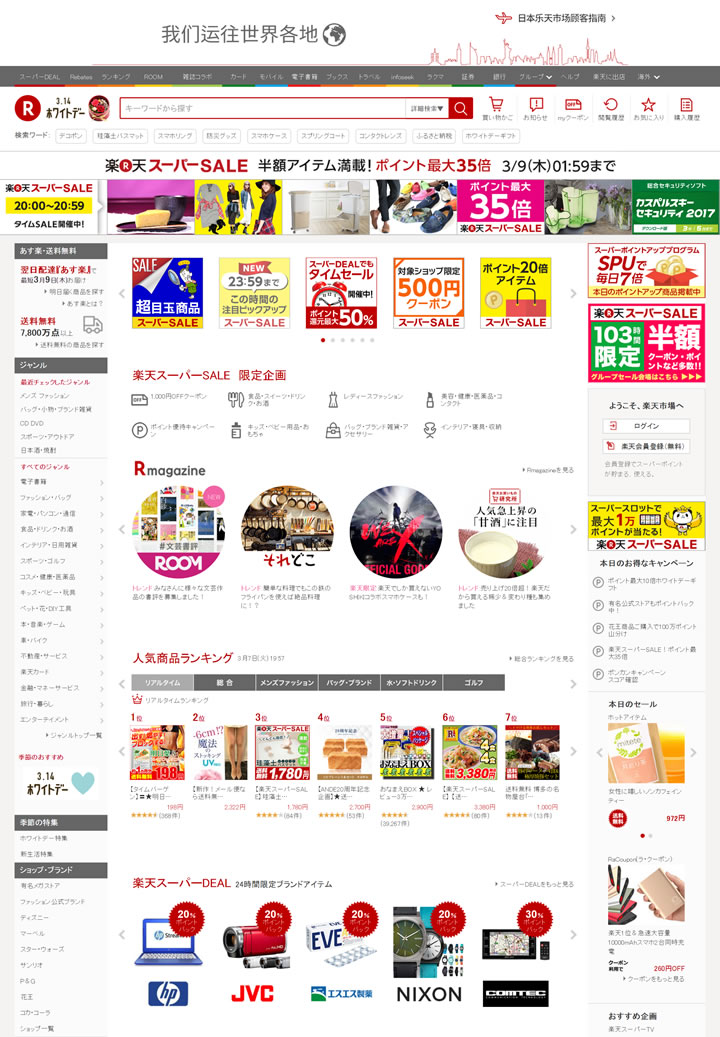 我们运往世界各地
日本乐天市场顾客指南
スーパーDEAL Rebates ランキング ROOM 雑誌コラボ カード モバイル 電子書籍 ブックス トラベル infoseek ラクマ 証券 銀行 グループ ヘルプ 楽天に出店 海外
R 3.14 ホワイトデー
キーワードから探す 詳細検索▼
買い物かご お知らせ myクーポン 閲覧履歴 お気に入り 購入履歴
検索ワード: デコポン 珪藻土バスマット スマホリング 防災グッズ スマホケース スプリングコート コンタクトレンズ ふるさと納税 ホワイトデーギフト
楽天スーパーSALE 半額アイテム満載!ポイント最大35倍 3/9(木)01:59まで
楽天スーパーSALE
20:00~20:59
タイムSALE開催中!
ポイント最大
35倍
楽天スーパーSALE
総合セキュリティソフト
カスペルスキー
セキュリティ 2017
あす楽・送料無料
翌日配達『あす楽』で
最短3月9日(木)お届け
明日届く商品を探す
あす楽とは?
送料無料
7,800万点以上
送料無料の商品を探す
ジャンル
最近チェックしたジャンル
メンズファッション
バッグ・小物・ブランド雑貨
CD DVD
スポーツ・アウトドア
日本酒・焼酎
すべてのジャンル
電子書籍
ファッション・バッグ
家電・パソコン・通信
食品・ドリンク・お酒
インテリア・日用雑貨
スポーツ・ゴルフ
コスメ・健康・医薬品
キッズ・ベビー・玩具
ペット・花・DIY工具
本・音楽・ゲーム
車・バイク
不動産・サービス
楽天カード
金融・マネーサービス
旅行・暮らし
エンターテイメント
ジャンルトップ一覧
季節のおすすめ
3.14
ホワイトデー
季節の特集
ホワイトデー特集
新生活特集
ショップ・ブランド
有名メガストア
ファッション公式ブランド
ディズニー
マーベル
スター・ウォーズ
サンリオ
P&G
花王
コカ・コーラ
ショップ一覧
SALE
超目玉商品
スーパーSALE
NEW
23:59まで
この時間の
注目ピックアップ
スーパーSALE
スーパーDEALでも
タイムセール
開催中!
ポイント
還元最大50%
対象ショップ限定
500円
クーポン
スーパーSALE
ポイント20倍
アイテム
スーパーSALE
楽天スーパーSALE 限定企画
1,000円OFFクーポン
食品・スイーツ・ドリンク・お酒
レディースファッション
美容・健康・医薬品・コンタクト
ポイント優待キャンペーン
キッズ・ベビー用品・おもちゃ
バッグ・ブランド雑貨・アクセサリー
インテリア・寝具・収納
Rmagazine
Rmagazineを見る
NEW
#文芸書評
ROOM
それどこ
OFFICIAL GOODS
研究所
人気急上昇の
「甘酒」に注目
トレンド みなさんに様々な文芸作品の書評を募集しました!
トレンド 簡単な料理でもこの鉄のフライパンを使えば絶品料理に!?
楽天限定 楽天でしか買えないYOSHIKIコラボスマホケースも!
トレンド 売り上げ20倍超!楽天だから買える稀少&変わり種も集めました
人気商品ランキング 3月7日(火) 19:57
総合ランキングを見る
リアルタイム 総合 メンズファッション バッグ・ブランド 水・ソフトドリンク ゴルフ
リアルタイムランキング
1位 2位 3位 4位 5位 6位 7位
198円
-6cm!?
魔法の
ストッキング
UV
楽天スーパーSALE
1,780円
おなまえBOX
3,380円
【タイムバーゲン】〓★明日…
【新作!メール便なら送料無…
【楽天スーパーSALE】珪藻土…
【ANDE20周年記念企画】★送…
おなまえBOX ★レビュー3万…
【楽天スーパーSALE】【送…
送料無料 博多の名物屋台!…
198円 2,322円 1,780円 2,700円 2,900円 3,380円 1,000円
(368件) (84件) (53件) (39,267件) (80件) (13件)
楽天スーパーDEAL 24時間限定ブランドアイテム
スーパーDEALをもっと見る
20% ポイントバック
20% ポイントバック
20% ポイントバック
20% ポイントバック
30% ポイントバック
hp Stream
EVE
hp
JVC
エスエス製薬
NIXON
COMTEC
スーパーポイントアッププログラム
SPUで
毎日7倍
本日のポイントアップ商品掲載中
楽天スーパーSALE
103時間
限定
半額
クーポン・ポイントなど多数!!
グループセール会場はこちら
ようこそ、楽天市場へ
ログイン
楽天会員登録(無料)
会員登録でスーパーポイントが貯まる、使える。
スーパースロットで
最大1万
ポイントが当たる!
楽天スーパーSALE
本日のお得なキャンペーン
ポイント最大10倍ホワイトデーギフト
有名公式ストアもポイントバック中!
花王商品ご購入で100万ポイント山分け
楽天スーパーSALE!ポイント最大35倍
ポンカンキャンペーン
スコア確認
本日のセール
ホットアイテム
女性に嬉しいノンカフェインティー
送料無料 972円
RaCoupon(ラ・クーポン)
楽天1位&急速大容量10000mAhスマホ2台同時充電
クーポン
利用で 260円OFF
クーポンをもっと見る
おすすめ企画
楽天スーパーTV